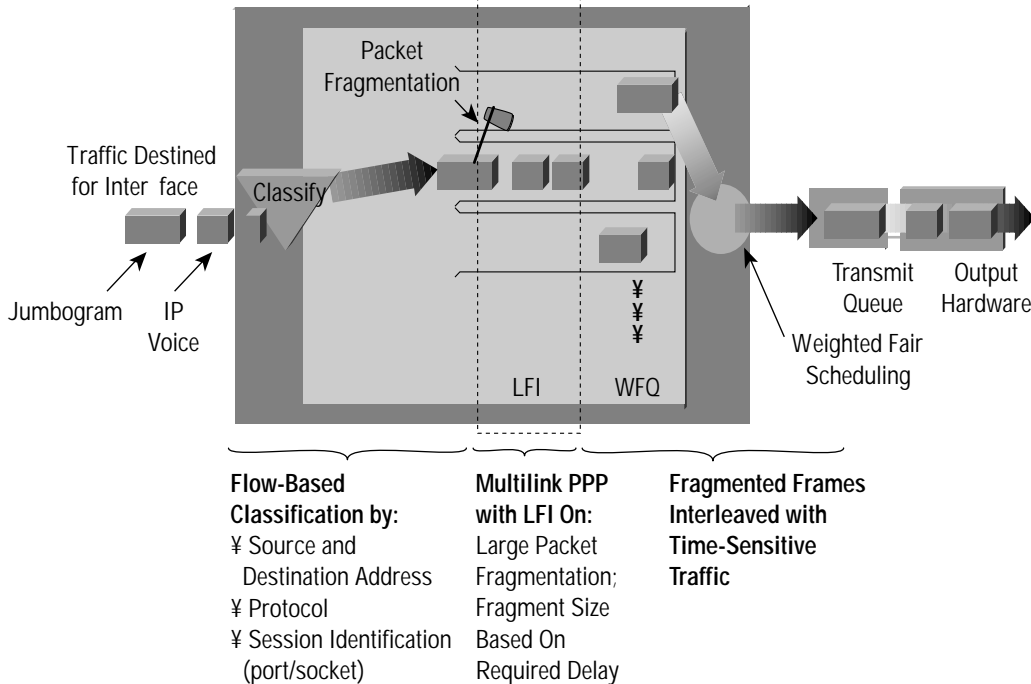 Packet
Fragmentation
Traffic Destined
for Inter face
Classify
Jumbogram
IP
Voice
¥
¥
¥
LFI
WFQ
Transmit
Queue
Output
Hardware
Weighted Fair
Scheduling
Flow-Based
Classification by:
¥ Source and
Destination Address
¥ Protocol
¥ Session Identification
(port/socket)
Multilink PPP
with LFI On:
Large Packet
Fragmentation;
Fragment Size
Based On
Required Delay
Fragmented Frames
Interleaved with
Time-Sensitive
Traffic